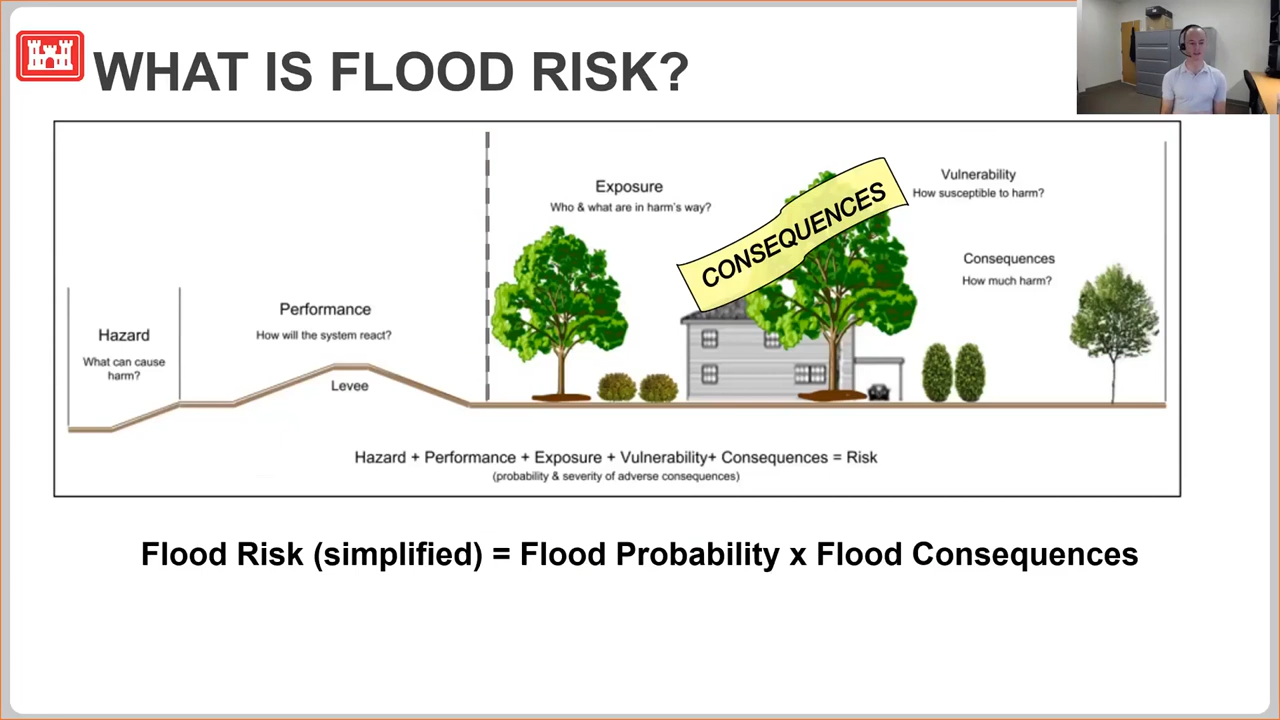 WHAT IS FLOOD RISK?
Exposure
Who & what are in harm's way?
CONSEQUENCES
Vulnerability
How susceptible to harm?
Consequences
How much harm?
Performance
How will the system react?
Levee
Hazard
What can cause
harm?
Hazard + Performance + Exposure + Vulnerability+ Consequences = Risk
(probability & severity of adverse consequences)
Flood Risk (simplified) = Flood Probability x Flood Consequences